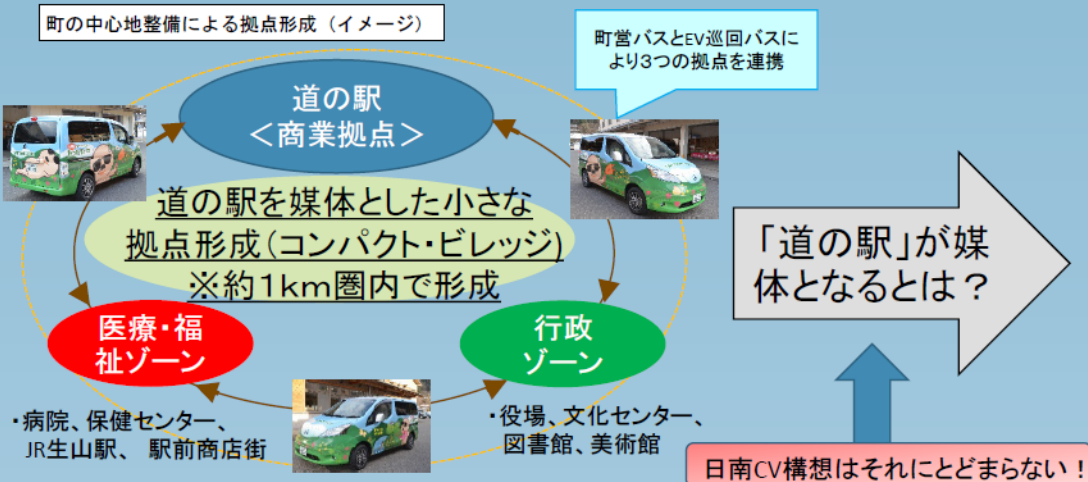 町の中心地整備による拠点形成（イメージ）
町営バスとEV巡回バスに
より3つの拠点を連携
道の駅
＜商業拠点＞
道の駅を媒体とした小さな
拠点形成(コンパクト・ビレッジ)
※約1km圏内で形成
「道の駅」が媒
体となるとは？
医療・福
祉ゾーン
行政
ゾーン
・病院、保健センター、
JR生山駅、 駅前商店街
・役場、文化センター、
図書館、美術館
日南CV構想はそれにとどまらない！